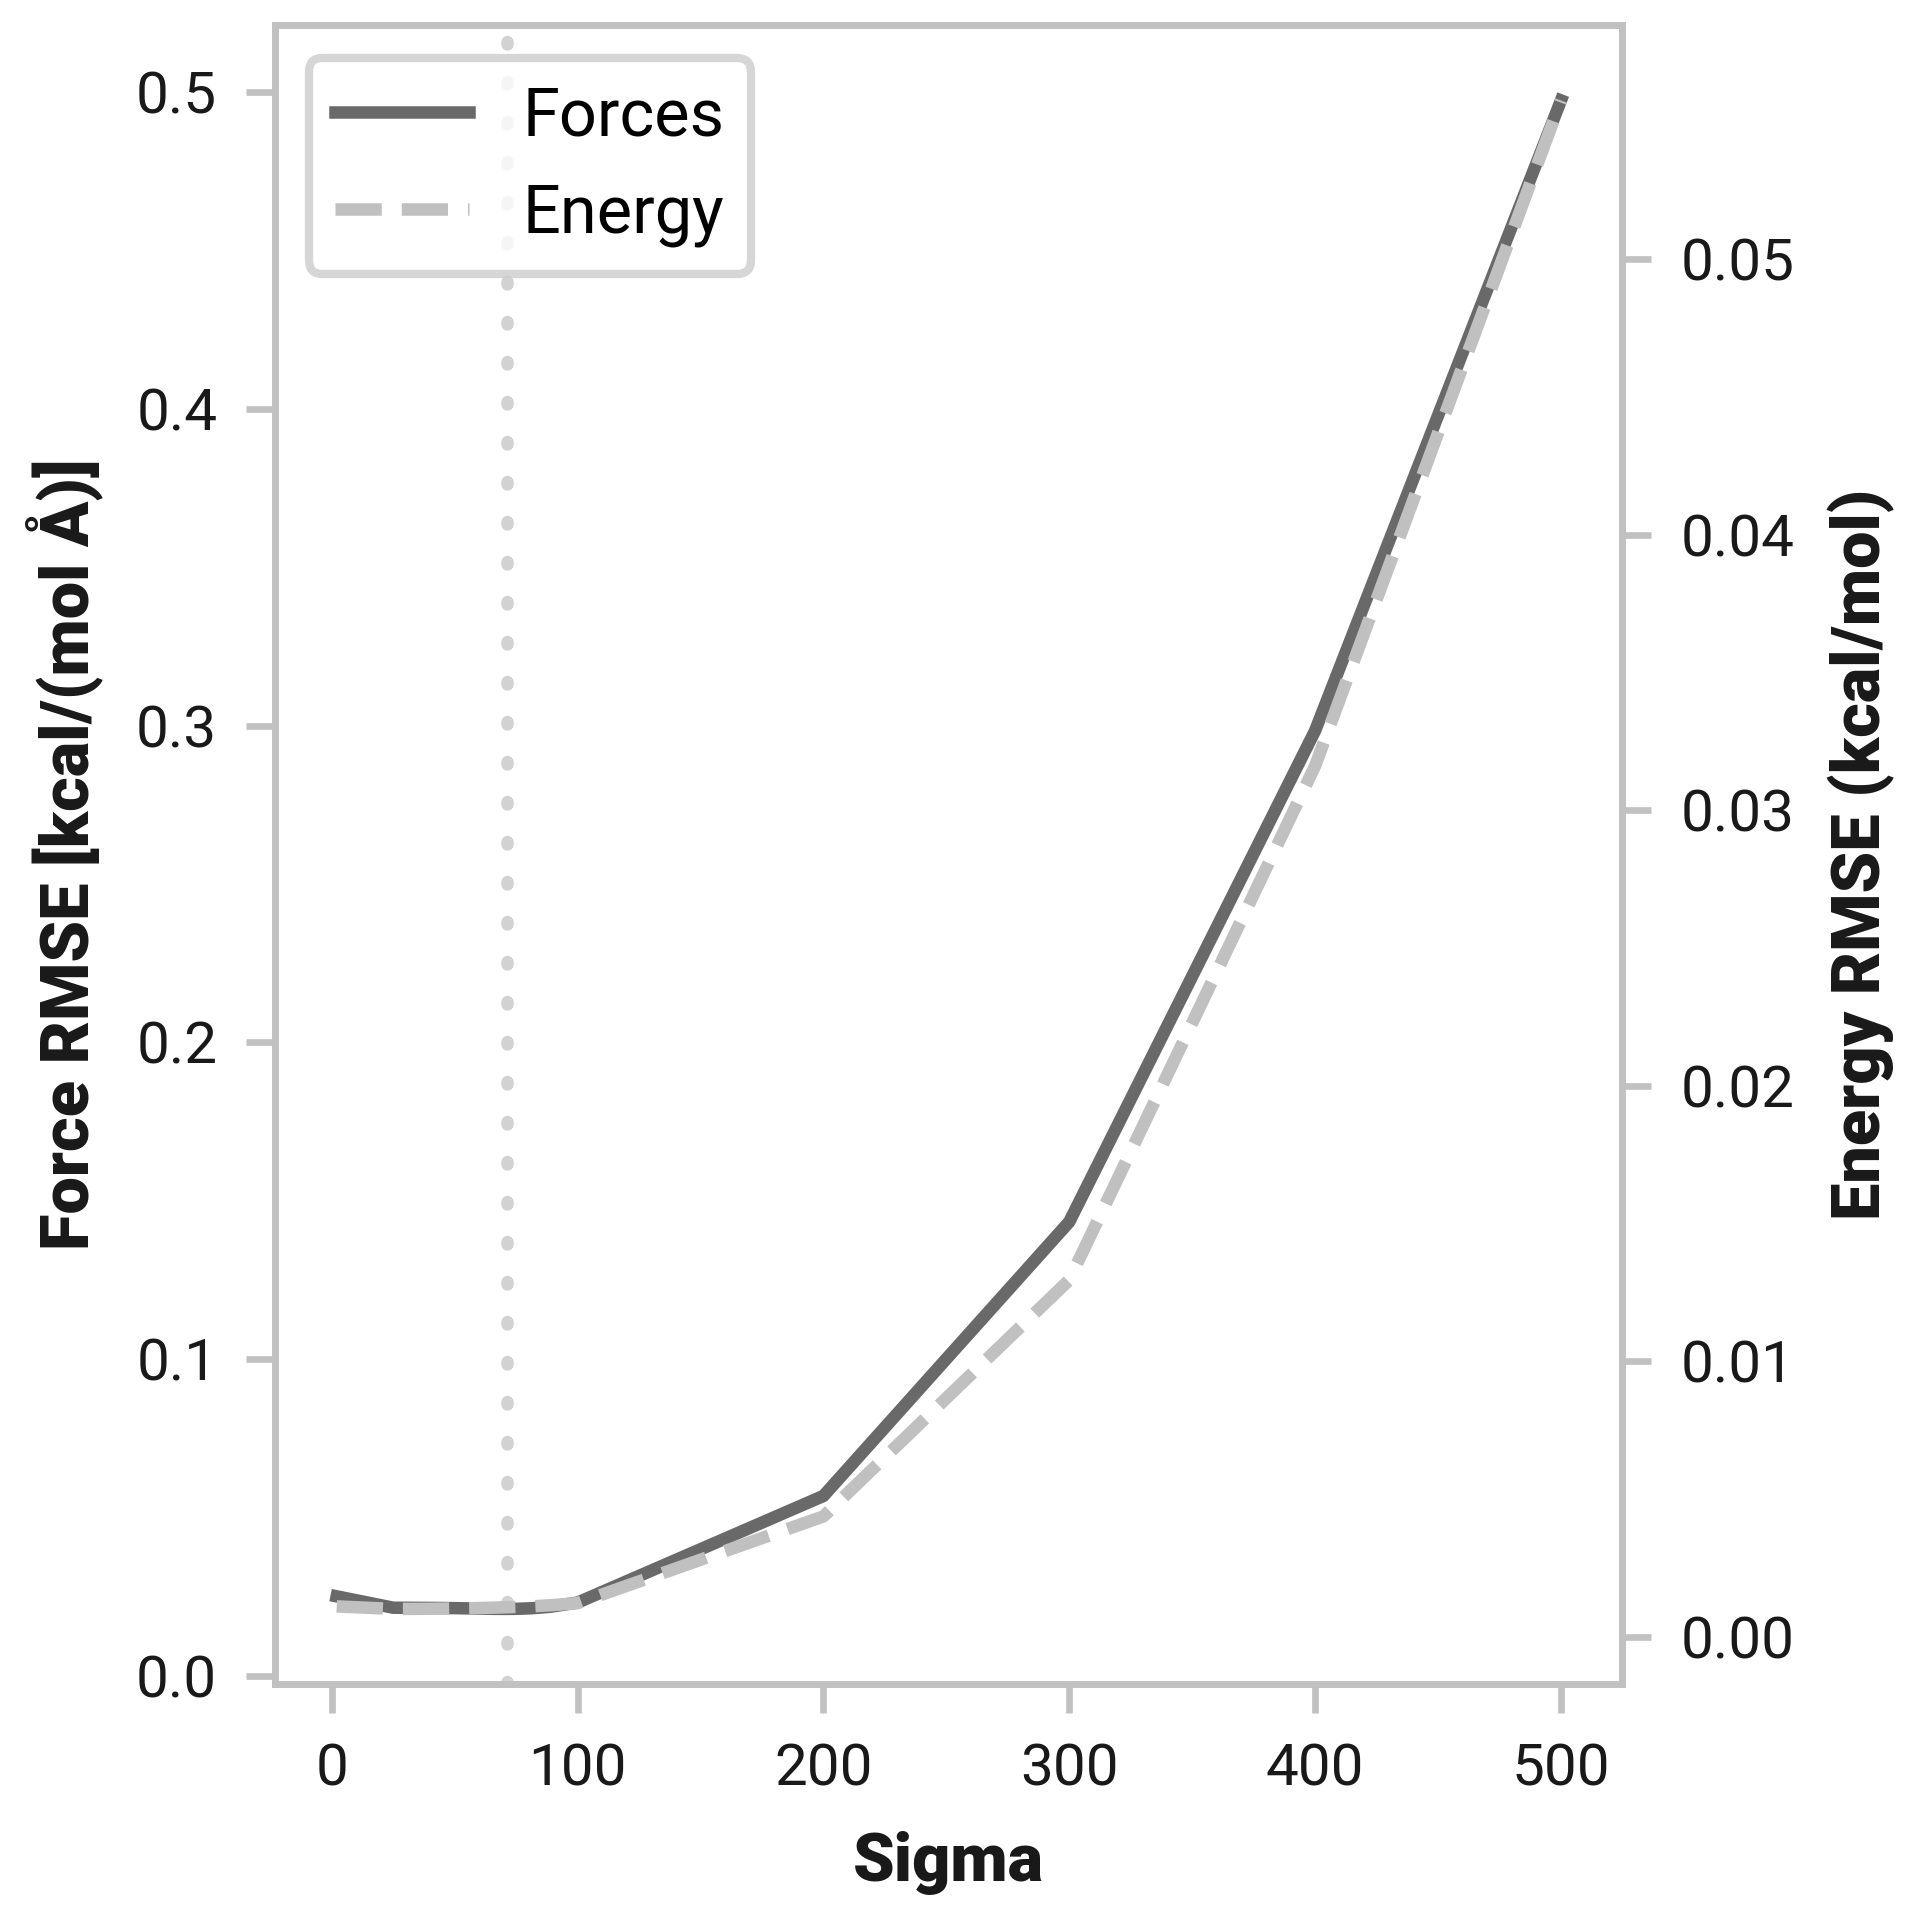 Forces
Energy
0.5
0.4
0.3
0.2
0.1
0.0
Force RMSE [kcal/(mol Å)]
0.05
0.04
0.03
0.02
0.01
0.00
Energy RMSE (kcal/mol)
0 100 200 300 400 500
Sigma